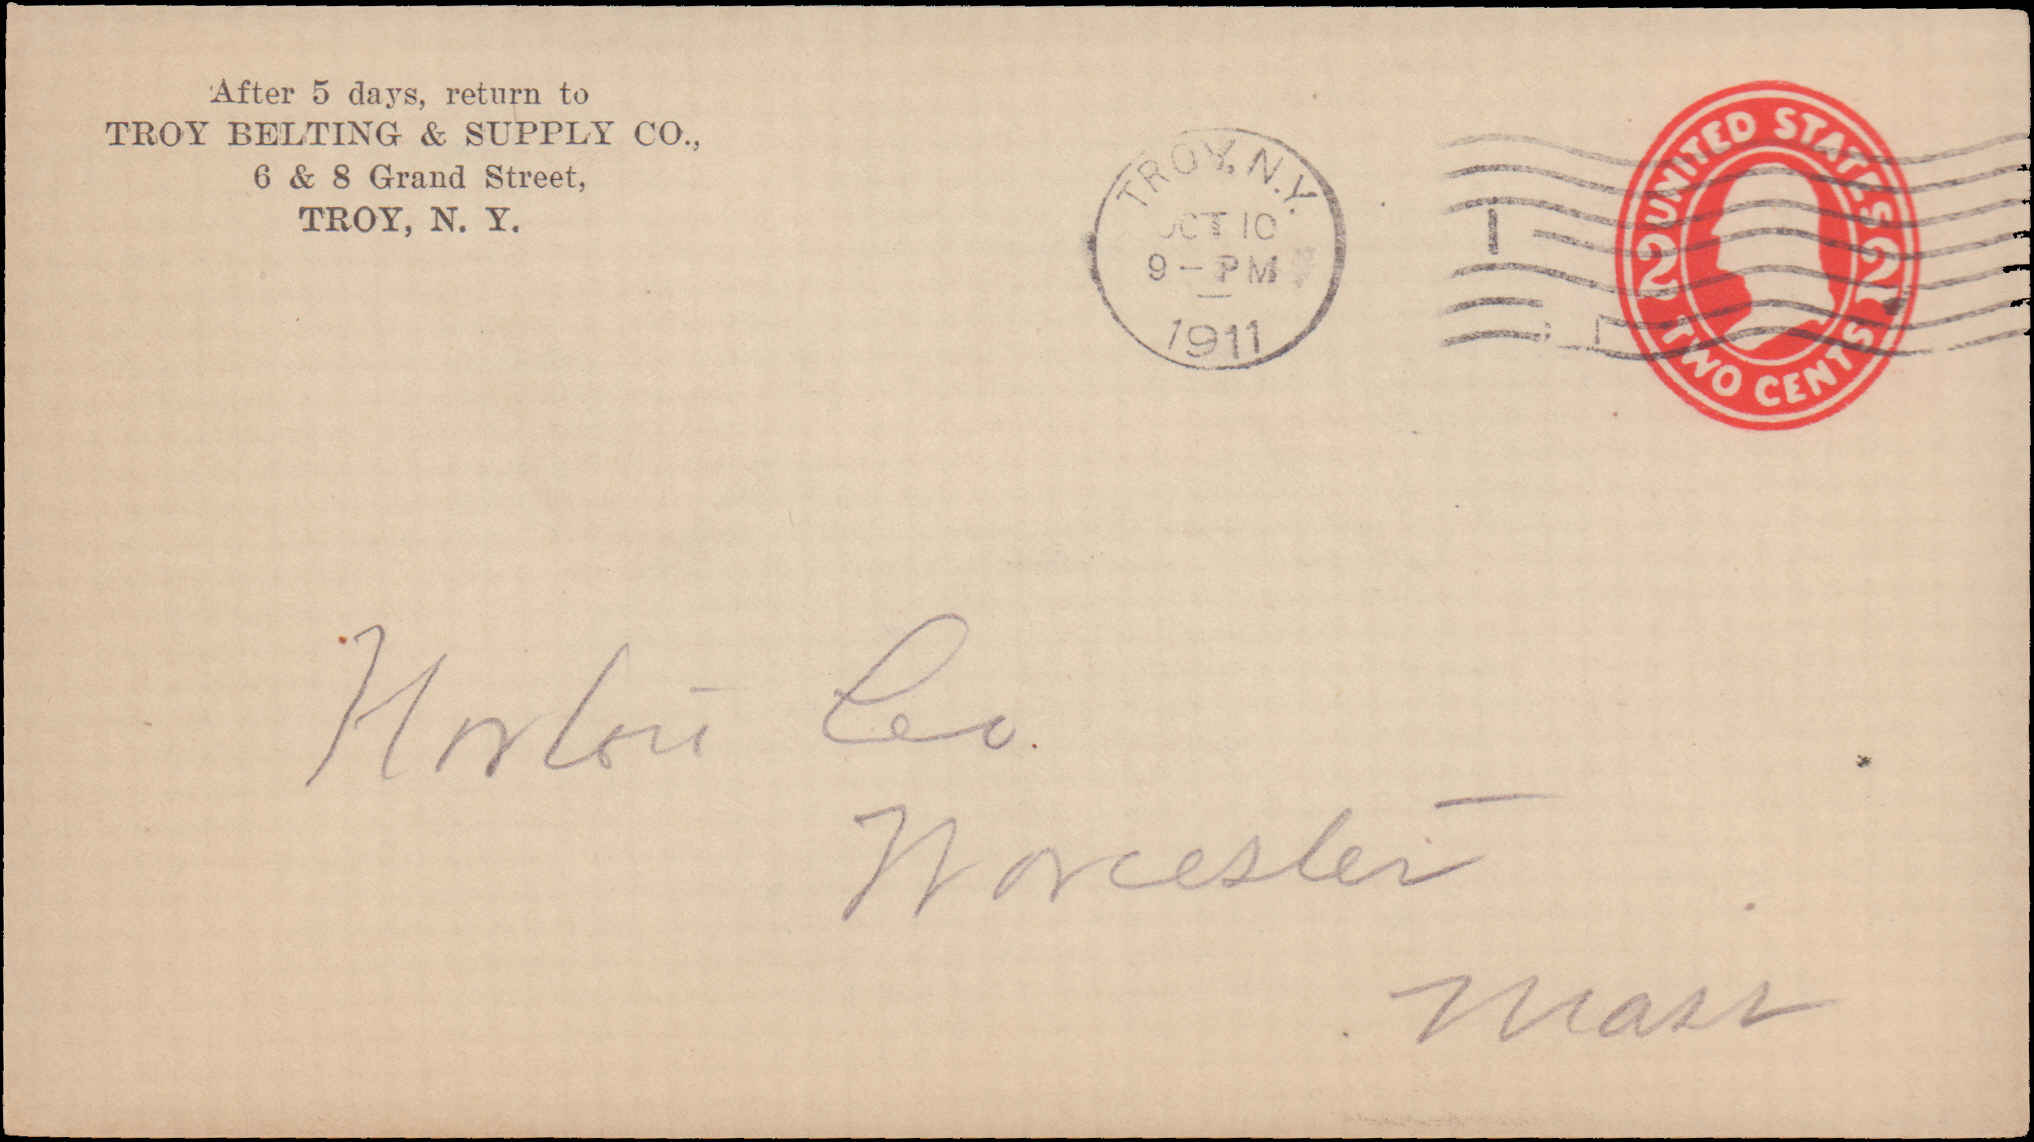 After 5 days, return to
TROY BELTING & SUPPLY CO.,
6 & 8 Grand Street,
TROY, N. Y.
TROY, N.Y.
OCT 10
9 - PM
1911
1
UNITED STATES
2 2
TWO CENTS
Horton Co.
Worcester
Mass